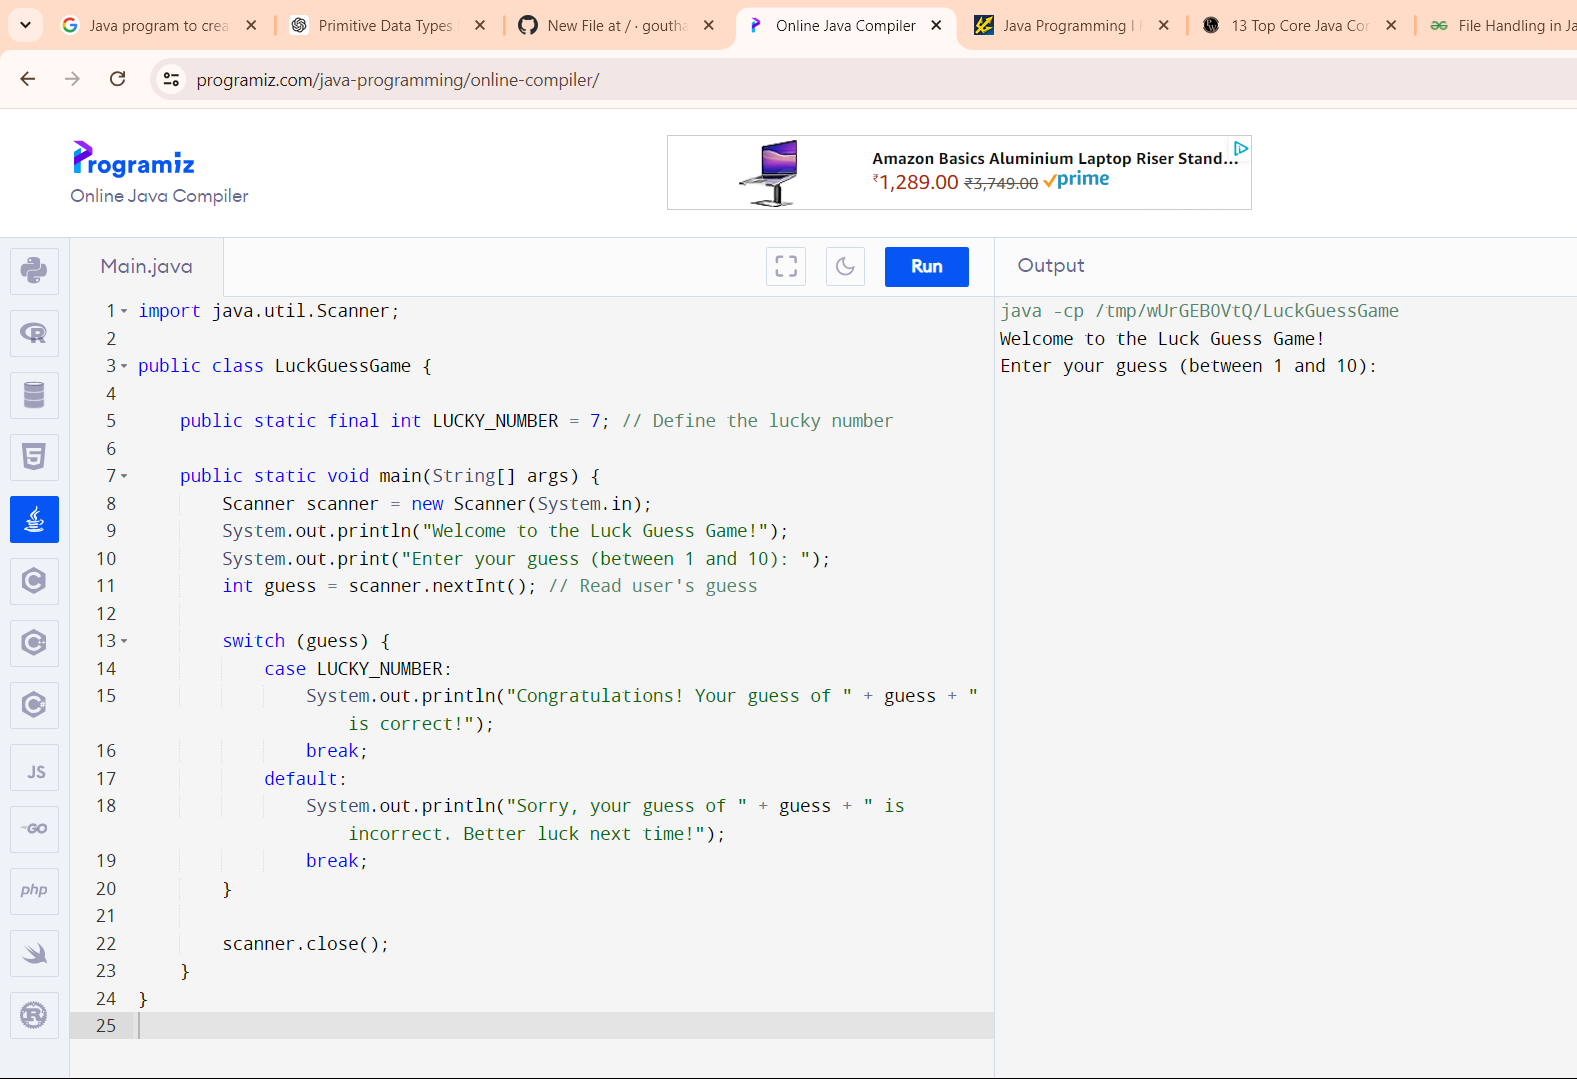 Java program to crea
Primitive Data Types
New File at / · goutha
Online Java Compiler
Java Programming I
13 Top Core Java Co
File Handling in Ja
programiz.com/java-programming/online-compiler/
Programiz
Online Java Compiler
Amazon Basics Aluminium Laptop Riser Stand...
₹1,289.00 ₹3,749.00 prime
Main.java
Run
Output
1 import java.util.Scanner;
2
3 public class LuckGuessGame {
4
5 public static final int LUCKY_NUMBER = 7; // Define the lucky number
6
7 public static void main(String[] args) {
8 Scanner scanner = new Scanner(System.in);
9 System.out.println("Welcome to the Luck Guess Game!");
10 System.out.print("Enter your guess (between 1 and 10): ");
11 int guess = scanner.nextInt(); // Read user's guess
12
13 switch (guess) {
14 case LUCKY_NUMBER:
15 System.out.println("Congratulations! Your guess of " + guess + "
is correct!");
16 break;
17 default:
18 System.out.println("Sorry, your guess of " + guess + " is
incorrect. Better luck next time!");
19 break;
20 }
21
22 scanner.close();
23 }
24 }
25
java -cp /tmp/wUrGEB0VtQ/LuckGuessGame
Welcome to the Luck Guess Game!
Enter your guess (between 1 and 10):
R
5
C
C
C
JS
GO
php
R